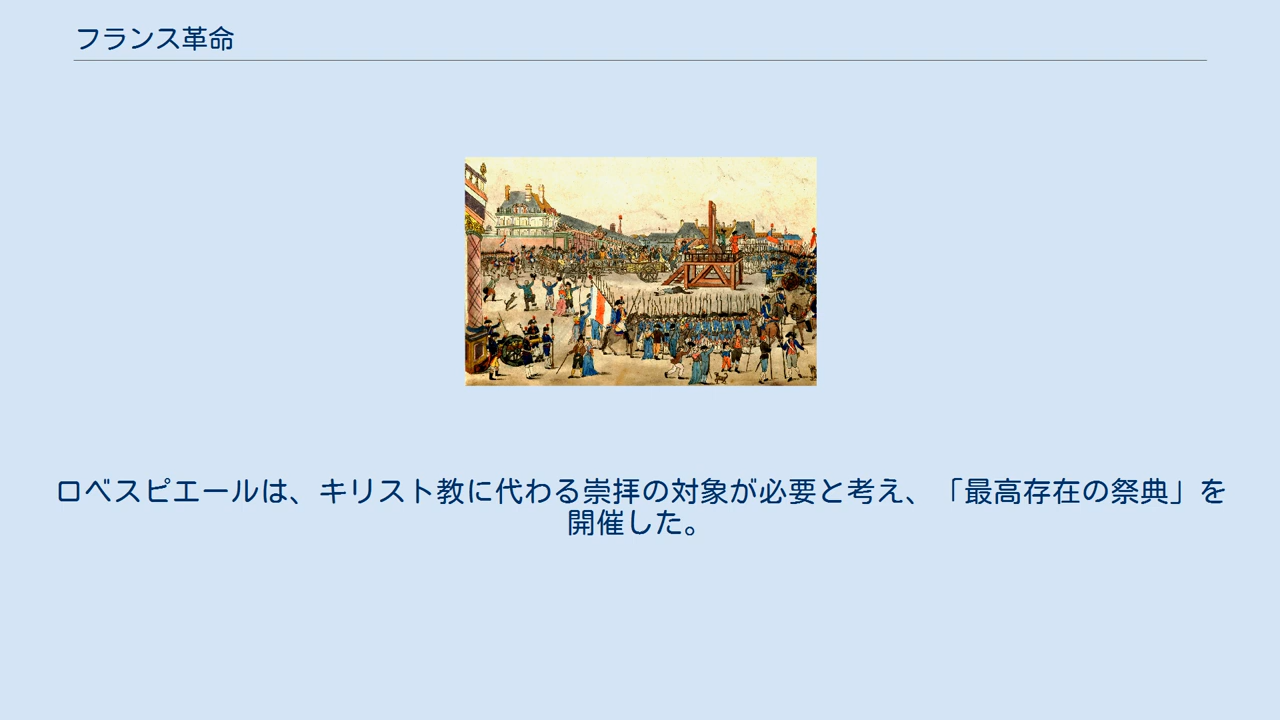 フランス革命
ロベスピエールは、キリスト教に代わる崇拝の対象が必要と考え、「最高存在の祭典」を
開催した。